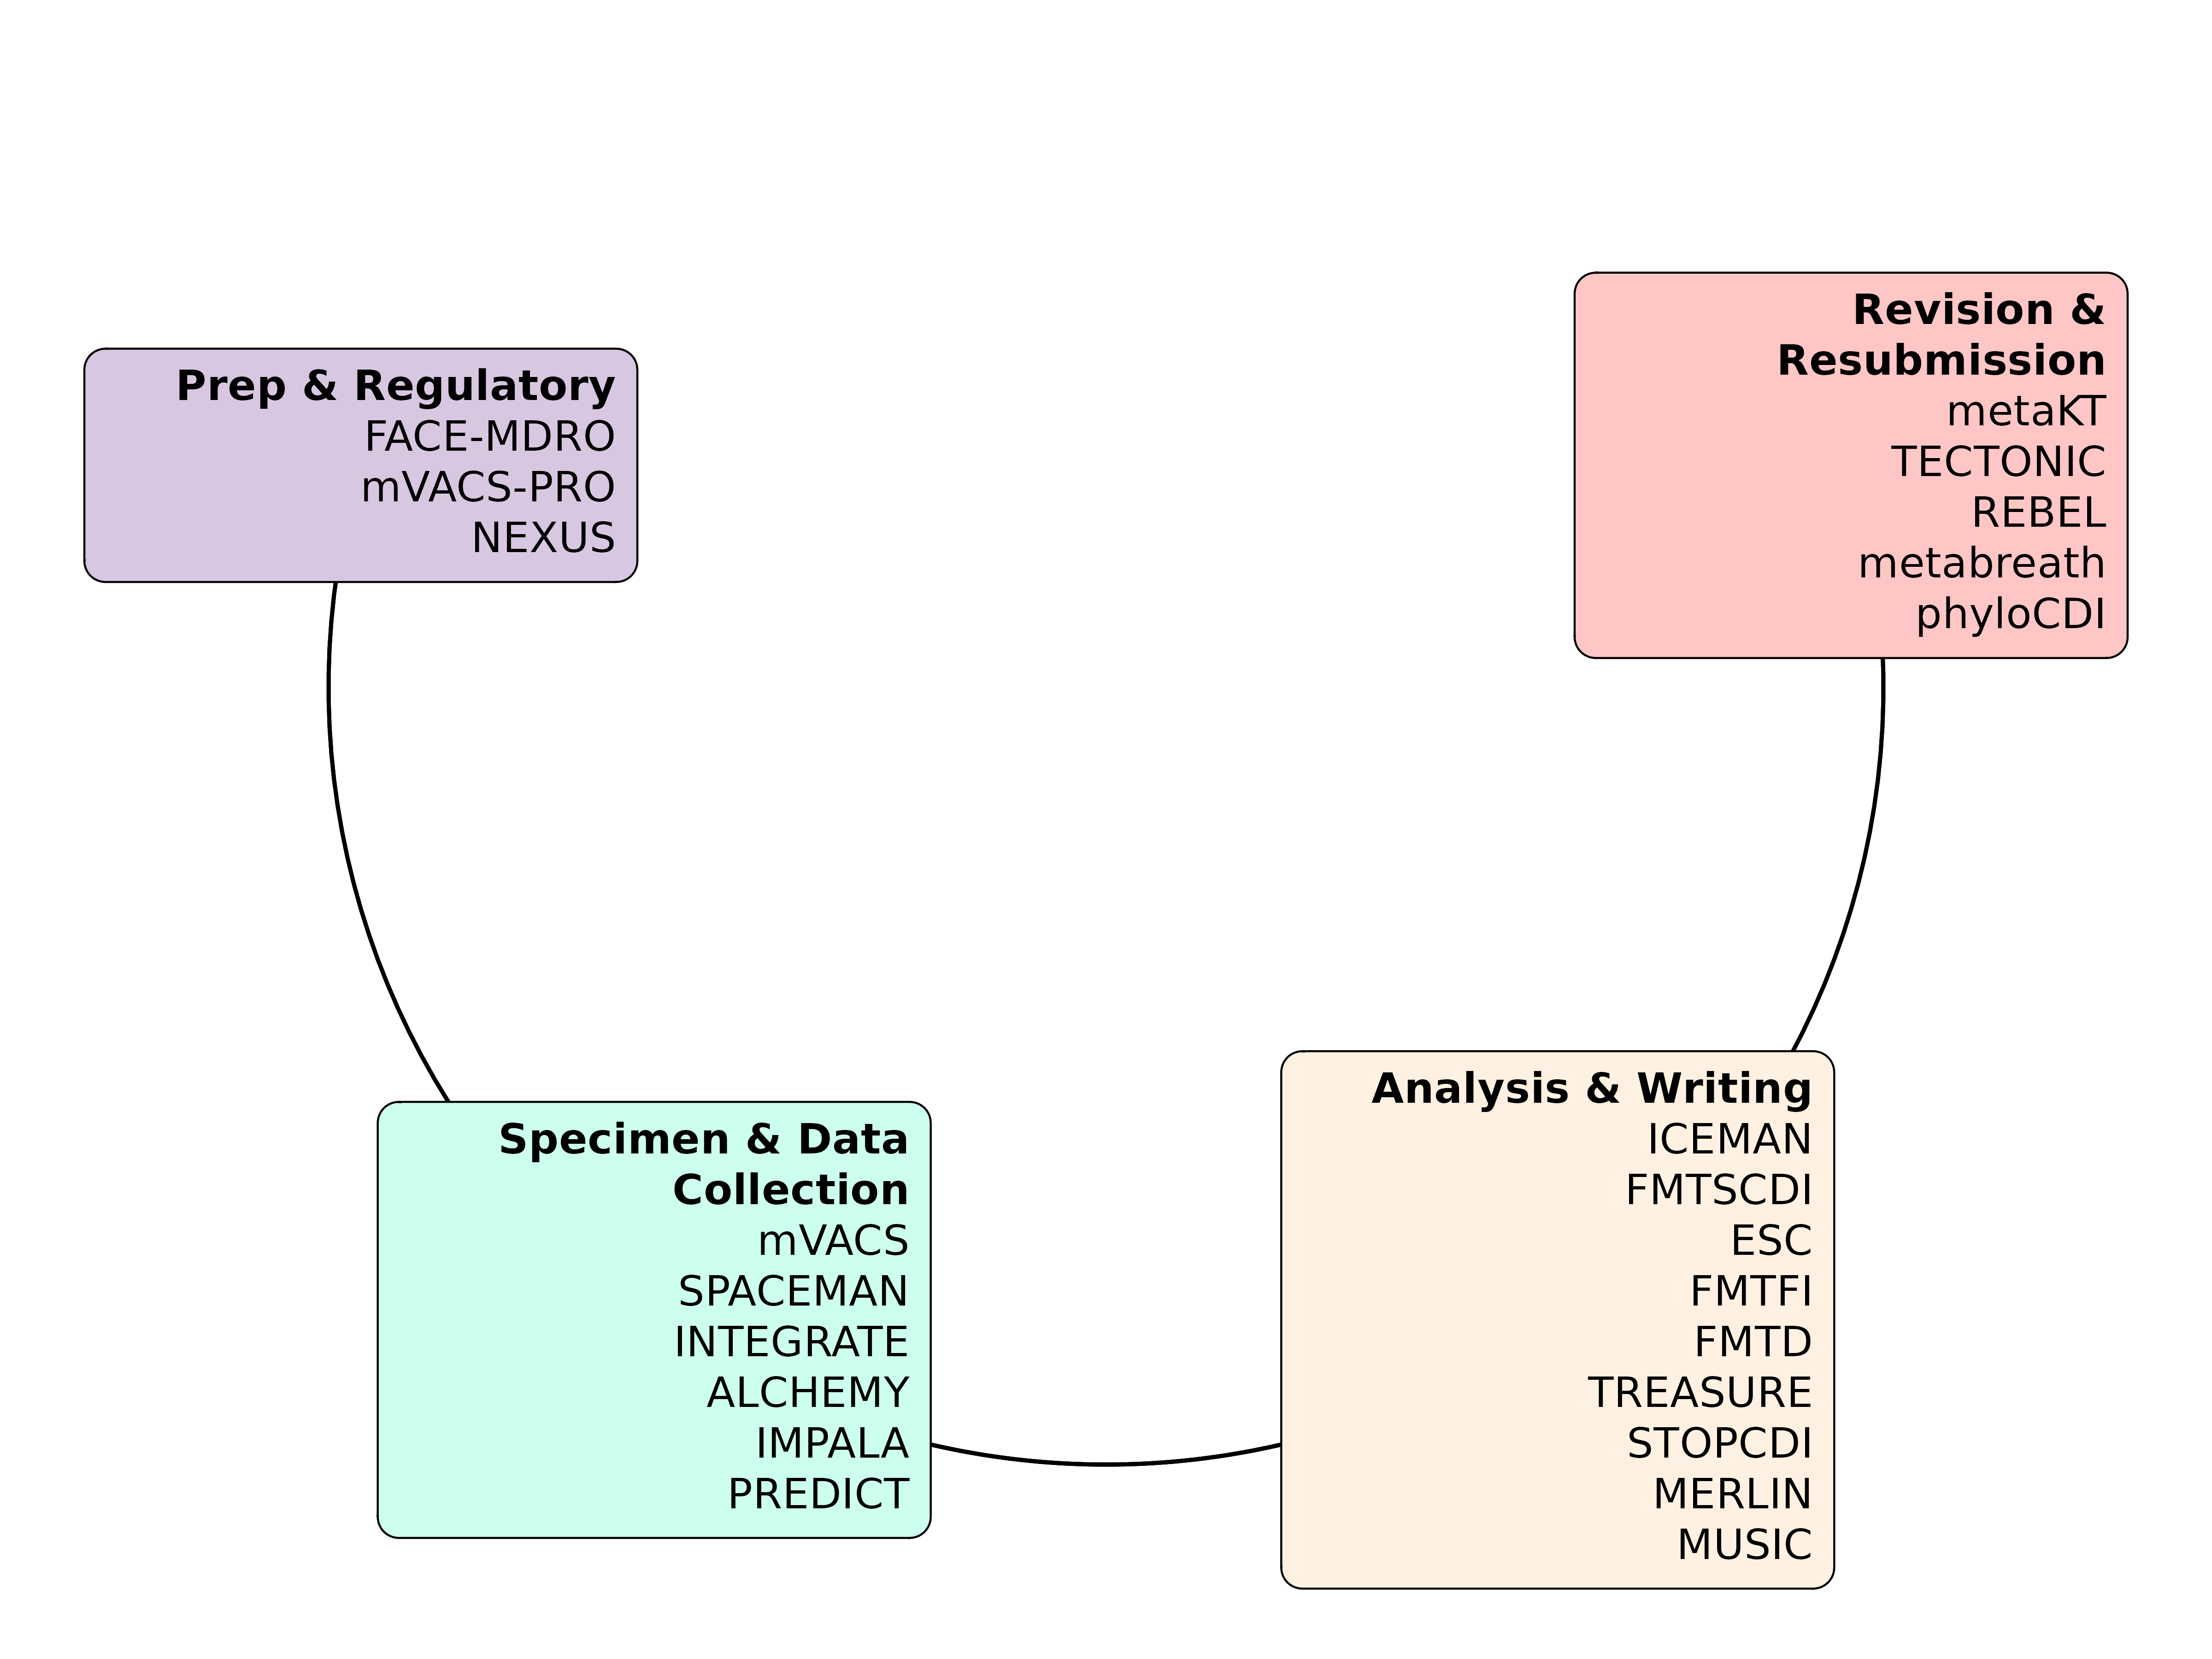 Prep & Regulatory
FACE-MDRO
mVACS-PRO
NEXUS
Specimen & Data
Collection
mVACS
SPACEMAN
INTEGRATE
ALCHEMY
IMPALA
PREDICT
Analysis & Writing
ICEMAN
FMTSCDI
ESC
FMTFI
FMTD
TREASURE
STOPCDI
MERLIN
MUSIC
Revision &
Resubmission
metaKT
TECTONIC
REBEL
metabreath
phyloCDI